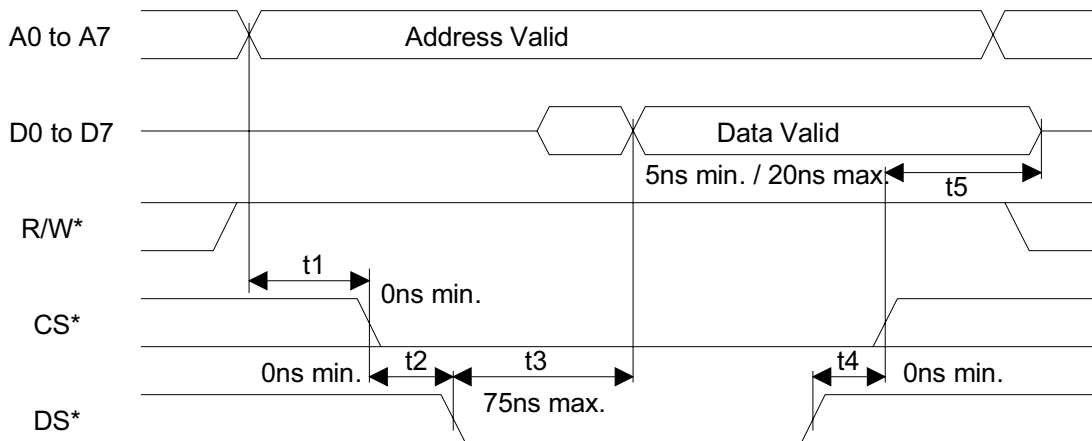 A0 to A7
Address Valid
D0 to D7
Data Valid
5ns min. / 20ns max.
t5
R/W*
t1
0ns min.
CS*
t2
t3
t4
0ns min.
75ns max.
0ns min.
DS*